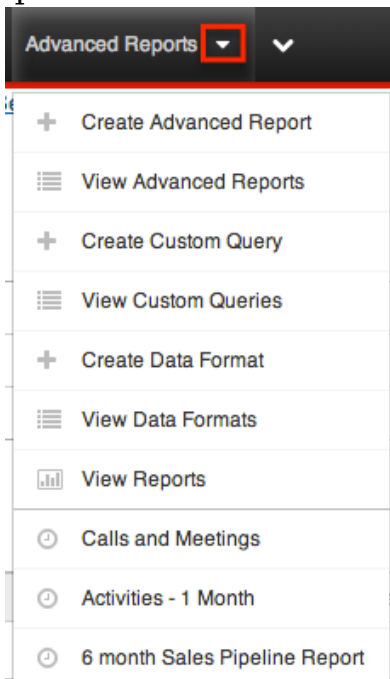 Advanced Reports
Create Advanced Report
View Advanced Reports
Create Custom Query
View Custom Queries
Create Data Format
View Data Formats
View Reports
Calls and Meetings
Activities - 1 Month
6 month Sales Pipeline Report